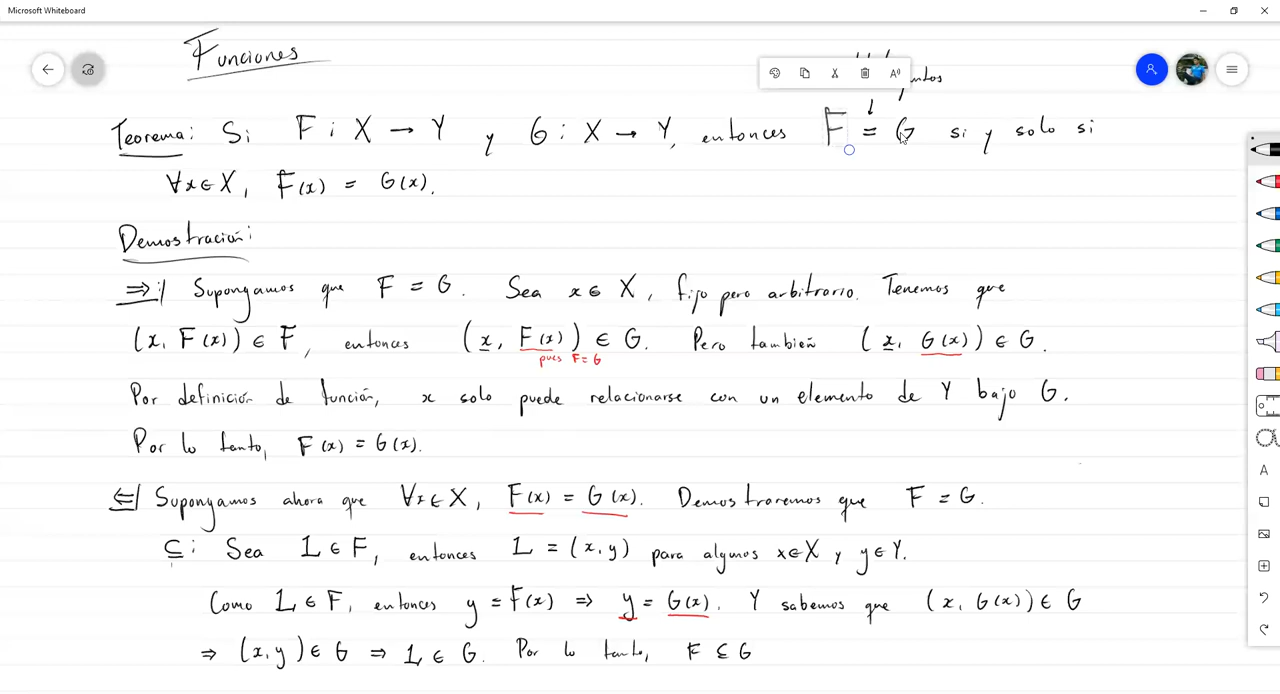 Microsoft Whiteboard
Funciones
Teorema: Si F : X → Y y G : X → Y, entonces F = G si y solo si
∀x ∈ X, F(x) = G(x).
Demostración:
⇒| Supongamos que F = G. Sea x ∈ X, fijo pero arbitrario. Tenemos que
(x, F(x)) ∈ F, entonces (x, F(x)) ∈ G. Pero también (x, G(x)) ∈ G.
pues F = G
Por definición de función, x solo puede relacionarse con un elemento de Y bajo G.
Por lo tanto, F(x) = G(x).
⇐| Supongamos ahora que ∀x ∈ X, F(x) = G(x). Demostraremos que F = G.
⊆: Sea L ∈ F, entonces L = (x, y) para algunos x ∈ X y y ∈ Y.
Como L ∈ F, entonces y = F(x) ⇒ y = G(x). Y sabemos que (x, G(x)) ∈ G
⇒ (x, y) ∈ G ⇒ L ∈ G. Por lo tanto, F ⊆ G